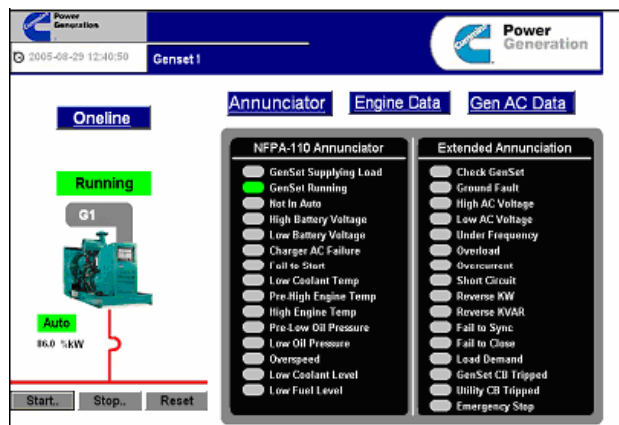 Power
Generation
Cummins
Power
Generation
2005-08-29 12:40:50
Genset 1
Oneline
Annunciator
Engine Data
Gen AC Data
Running
G1
Auto
86.0 %kW
Start..
Stop..
Reset
NFPA-110 Annunciator
GenSet Supplying Load
GenSet Running
Not In Auto
High Battery Voltage
Low Battery Voltage
Charger AC Failure
Fail to Start
Low Coolant Temp
Pre-High Engine Temp
High Engine Temp
Pre-Low Oil Pressure
Low Oil Pressure
Overspeed
Low Coolant Level
Low Fuel Level
Extended Annunciation
Check GenSet
Ground Fault
High AC Voltage
Low AC Voltage
Under Frequency
Overload
Overcurrent
Short Circuit
Reverse KW
Reverse KVAR
Fail to Sync
Fail to Close
Load Demand
GenSet CB Tripped
Utility CB Tripped
Emergency Stop